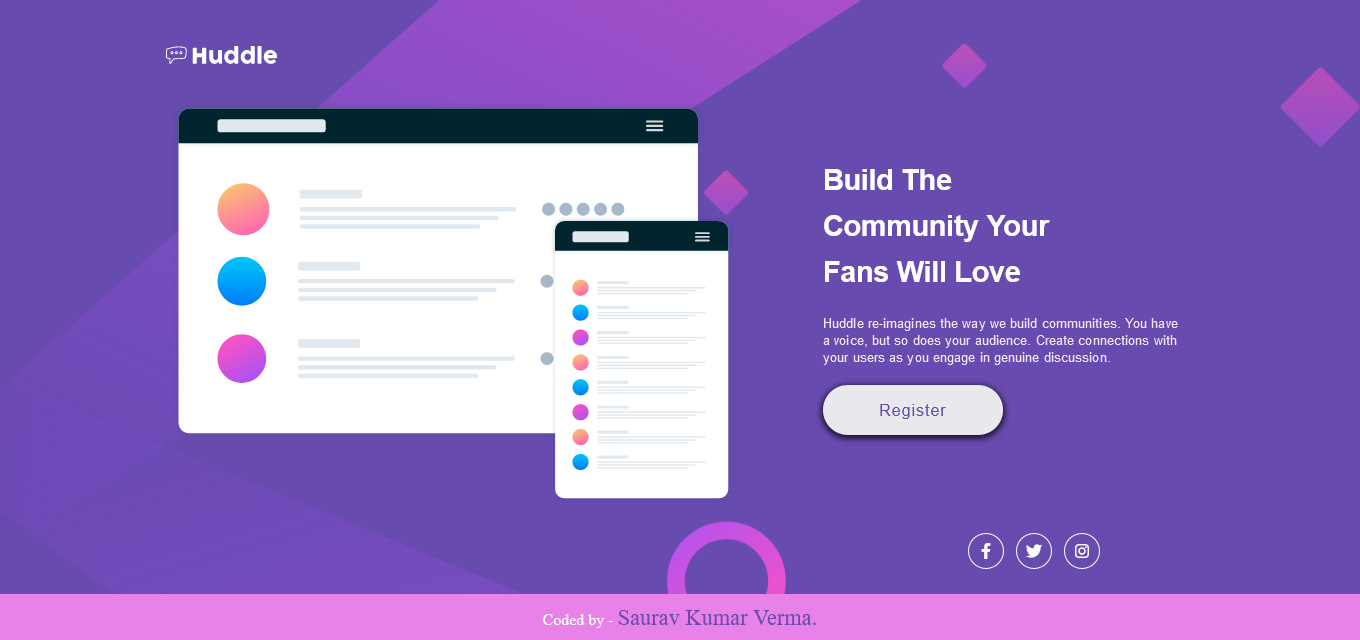 Huddle
Build The
Community Your
Fans Will Love
Huddle re-imagines the way we build communities. You have
a voice, but so does your audience. Create connections with
your users as you engage in genuine discussion.
Register
Coded by - Saurav Kumar Verma.